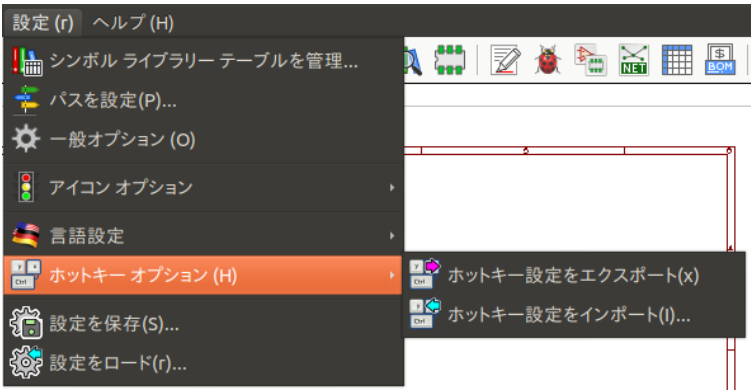 設定 (r) ヘルプ (H)
シンボル ライブラリー テーブルを管理...
パスを設定(P)...
一般オプション (O)
アイコン オプション
言語設定
ホットキー オプション (H)
ホットキー設定をエクスポート(x)
ホットキー設定をインポート(I)...
設定を保存(S)...
設定をロード(r)...
NET
$
BOM
Ctrl
Ctrl
Ctrl